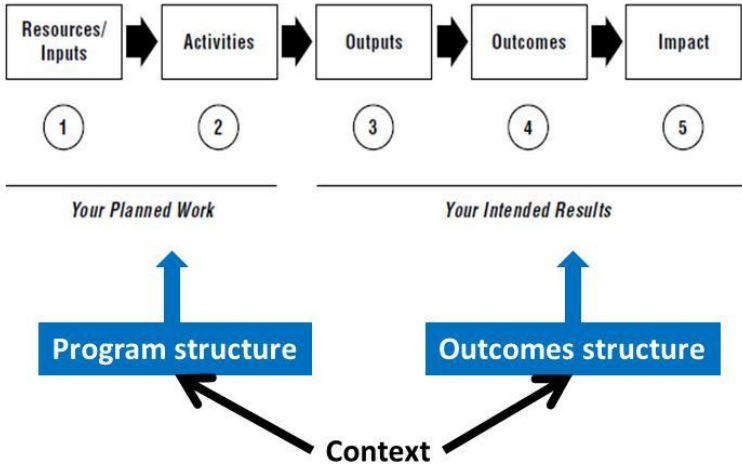 Resources/
Inputs
Activities
Outputs
Outcomes
Impact
1
2
3
4
5
Your Planned Work
Your Intended Results
Program structure
Outcomes structure
Context